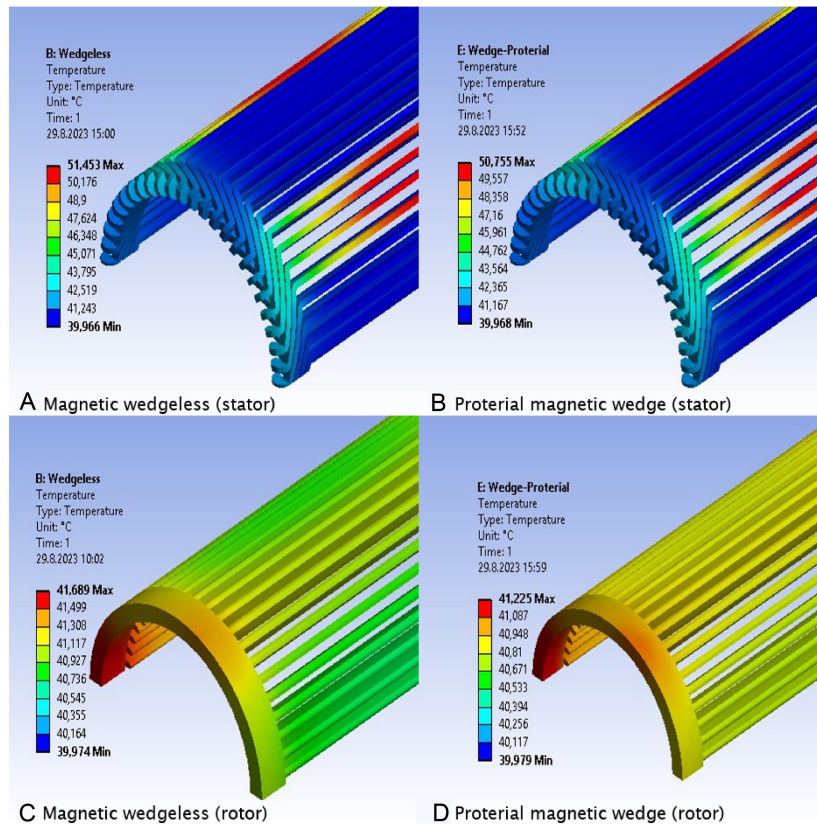 B: Wedgeless
Temperature
Type: Temperature
Unit: °C
Time: 1
29.8.2023 15:00
51,453 Max
50,176
48,9
47,624
46,348
45,071
43,795
42,519
41,243
39,966 Min
A Magnetic wedgeless (stator)
E: Wedge-Proterial
Temperature
Type: Temperature
Unit: °C
Time: 1
29.8.2023 15:52
50,755 Max
49,557
48,358
47,16
45,961
44,762
43,564
42,365
41,167
39,968 Min
B Proterial magnetic wedge (stator)
B: Wedgeless
Temperature
Type: Temperature
Unit: °C
Time: 1
29.8.2023 10:02
41,689 Max
41,499
41,308
41,117
40,927
40,736
40,545
40,355
40,164
39,974 Min
C Magnetic wedgeless (rotor)
E: Wedge-Proterial
Temperature
Type: Temperature
Unit: °C
Time: 1
29.8.2023 15:59
41,225 Max
41,087
40,948
40,81
40,671
40,533
40,394
40,256
40,117
39,979 Min
D Proterial magnetic wedge (rotor)